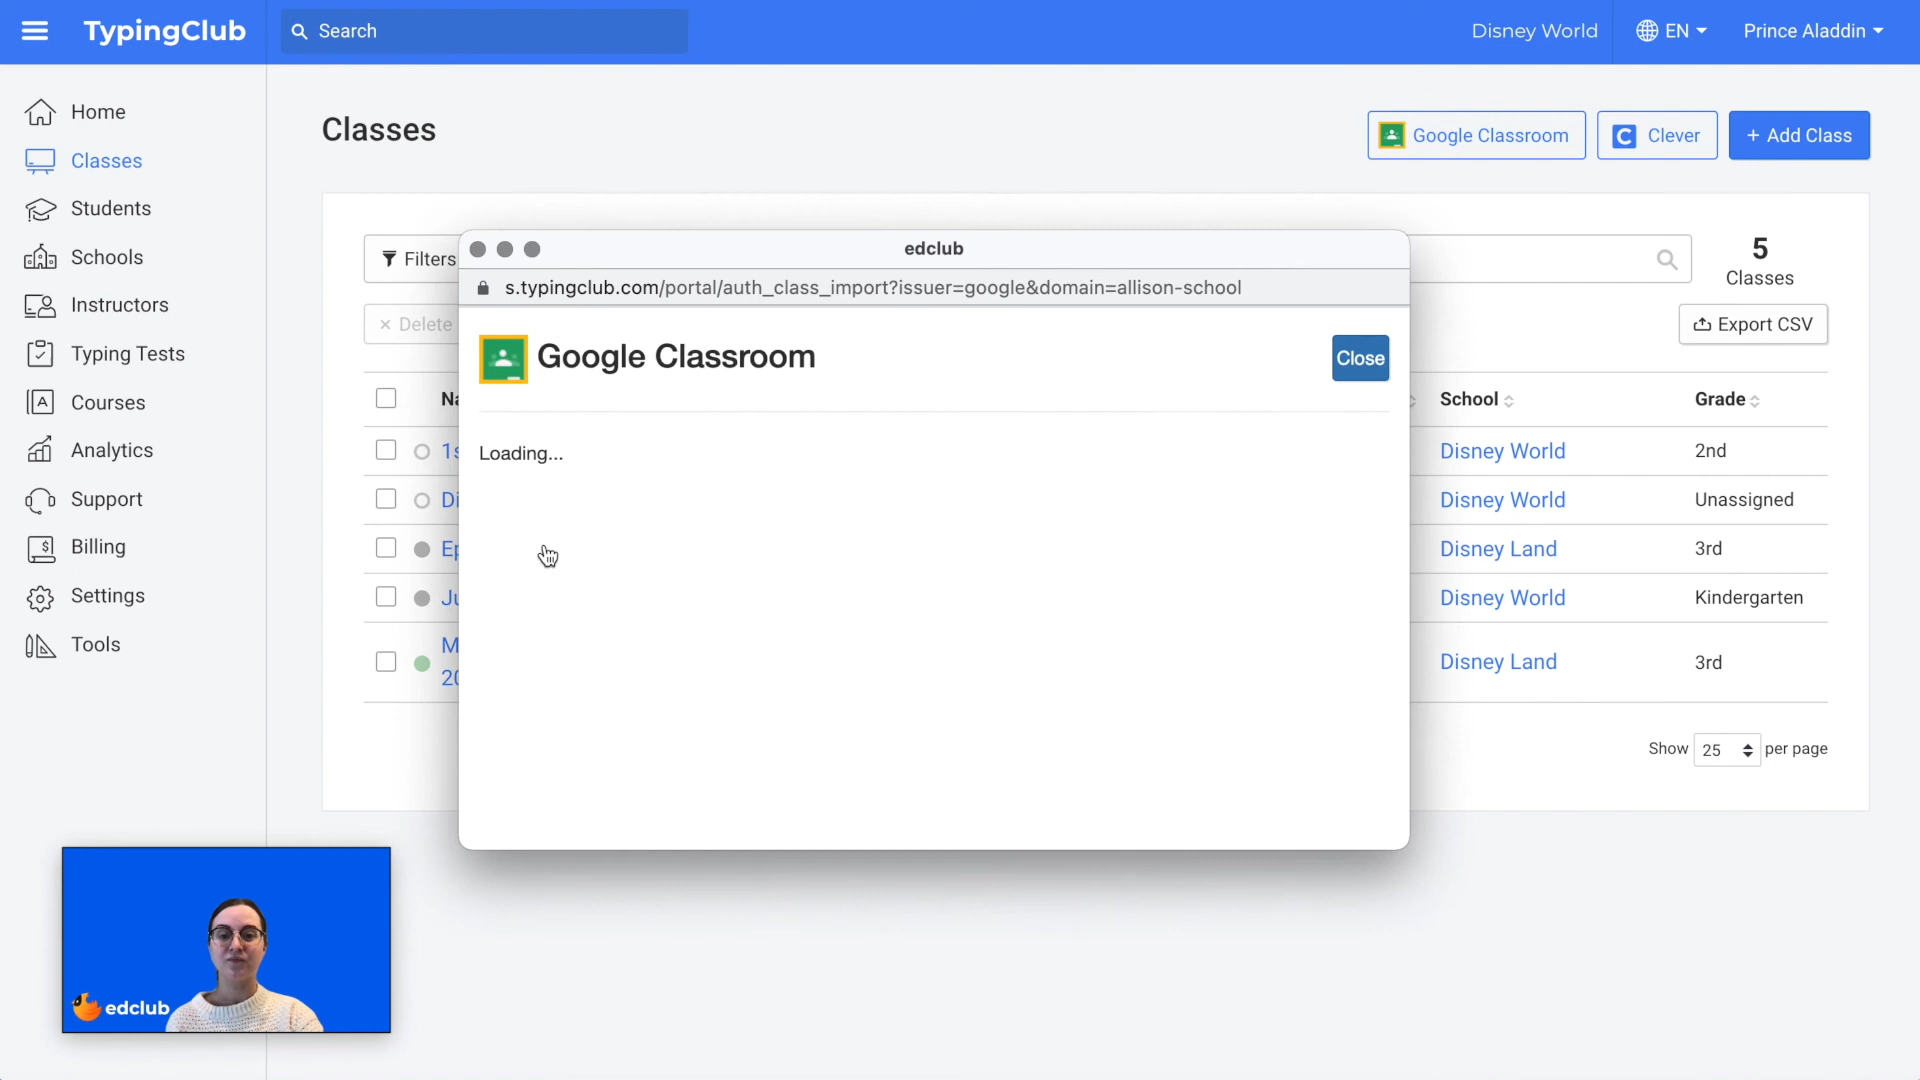 TypingClub
Search
Disney World
EN
Prince Aladdin
Home
Classes
Students
Schools
Instructors
Typing Tests
Courses
Analytics
Support
Billing
Settings
Tools
Classes
Google Classroom
C Clever
+ Add Class
Filters
5
Classes
× Delete
Export CSV
edclub
s.typingclub.com/portal/auth_class_import?issuer=google&domain=allison-school
Google Classroom
Close
Loading...
School
Grade
Disney World
2nd
Disney World
Unassigned
Disney Land
3rd
Disney World
Kindergarten
Disney Land
3rd
Show 25 per page
edclub